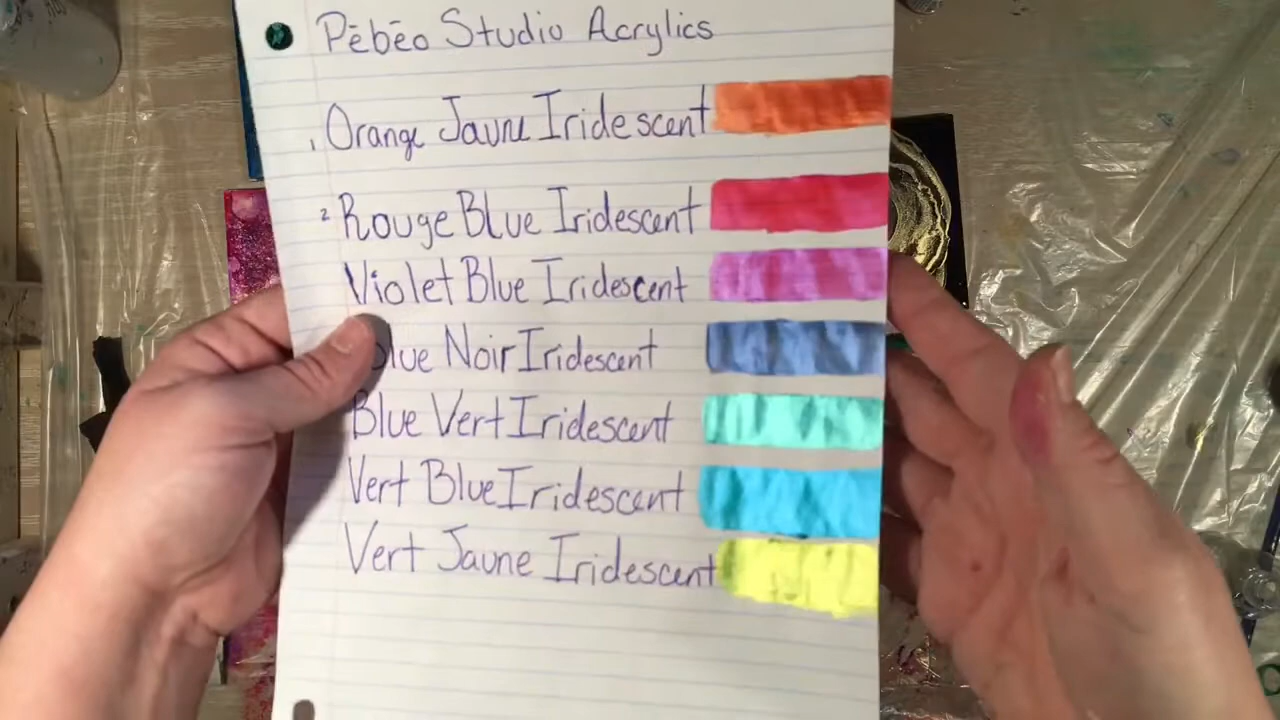 Pēbēo Studio Acrylics
1, Orange Jaune Iridescent
2 Rouge Blue Iridescent
Violet Blue Iridescent
Blue Noir Iridescent
Blue Vert Iridescent
Vert Blue Iridescent
Vert Jaune Iridescent